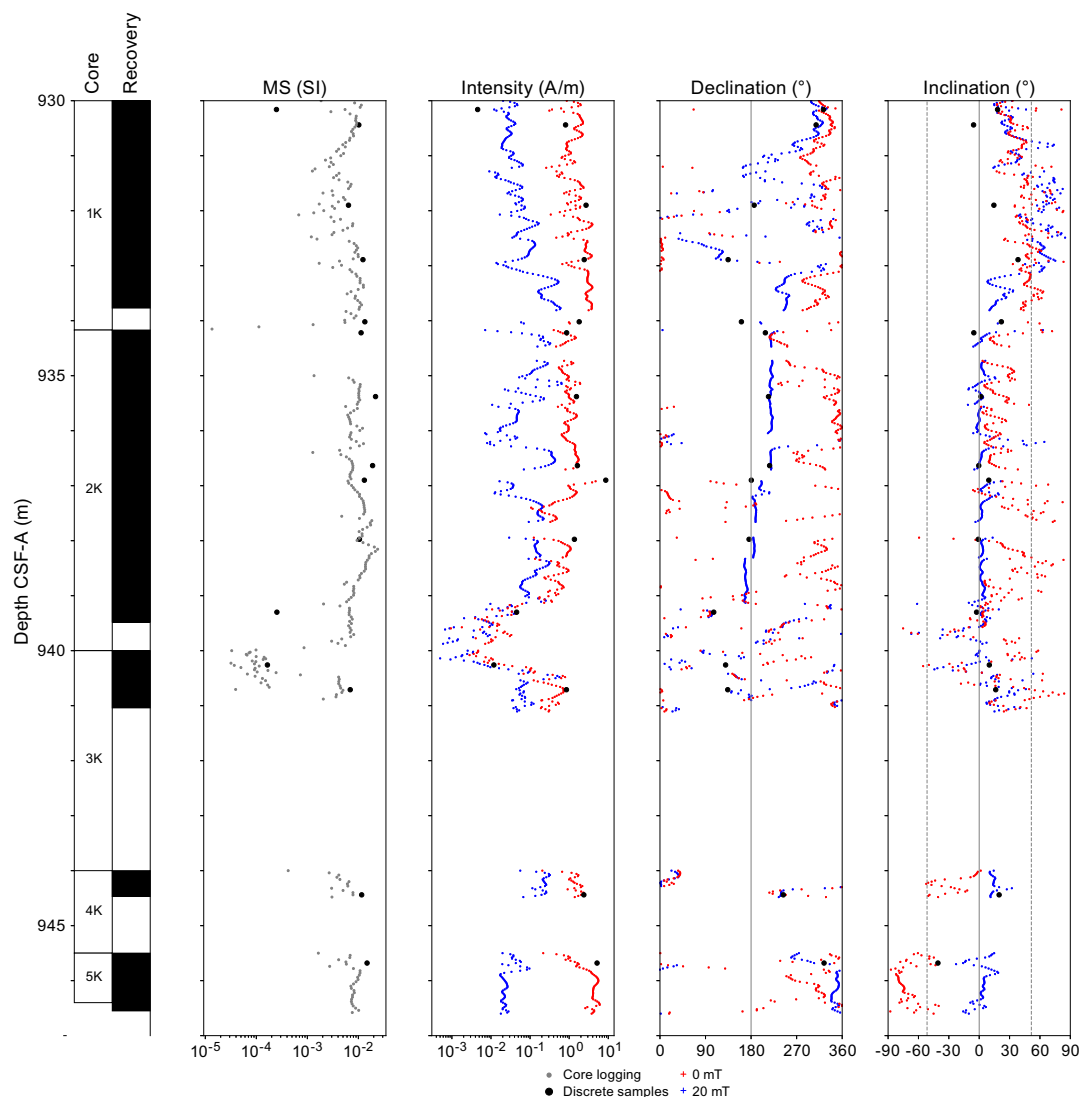 Core
Recovery
MS (SI)
Intensity (A/m)
Declination (°)
Inclination (°)
Depth CSF-A (m)
930
935
940
945
-
1K
2K
3K
4K
5K
10-5 10-4 10-3 10-2
10-3 10-2 10-1 100 101
0 90 180 270 360
-90 -60 -30 0 30 60 90
Core logging
Discrete samples
0 mT
20 mT